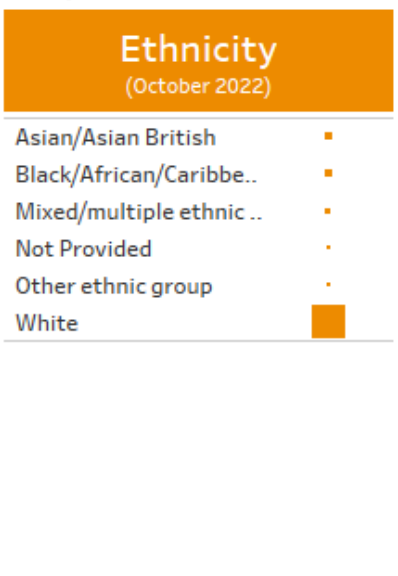 Ethnicity
(October 2022)
Asian/Asian British
Black/African/Caribbe..
Mixed/multiple ethnic ..
Not Provided
Other ethnic group
White